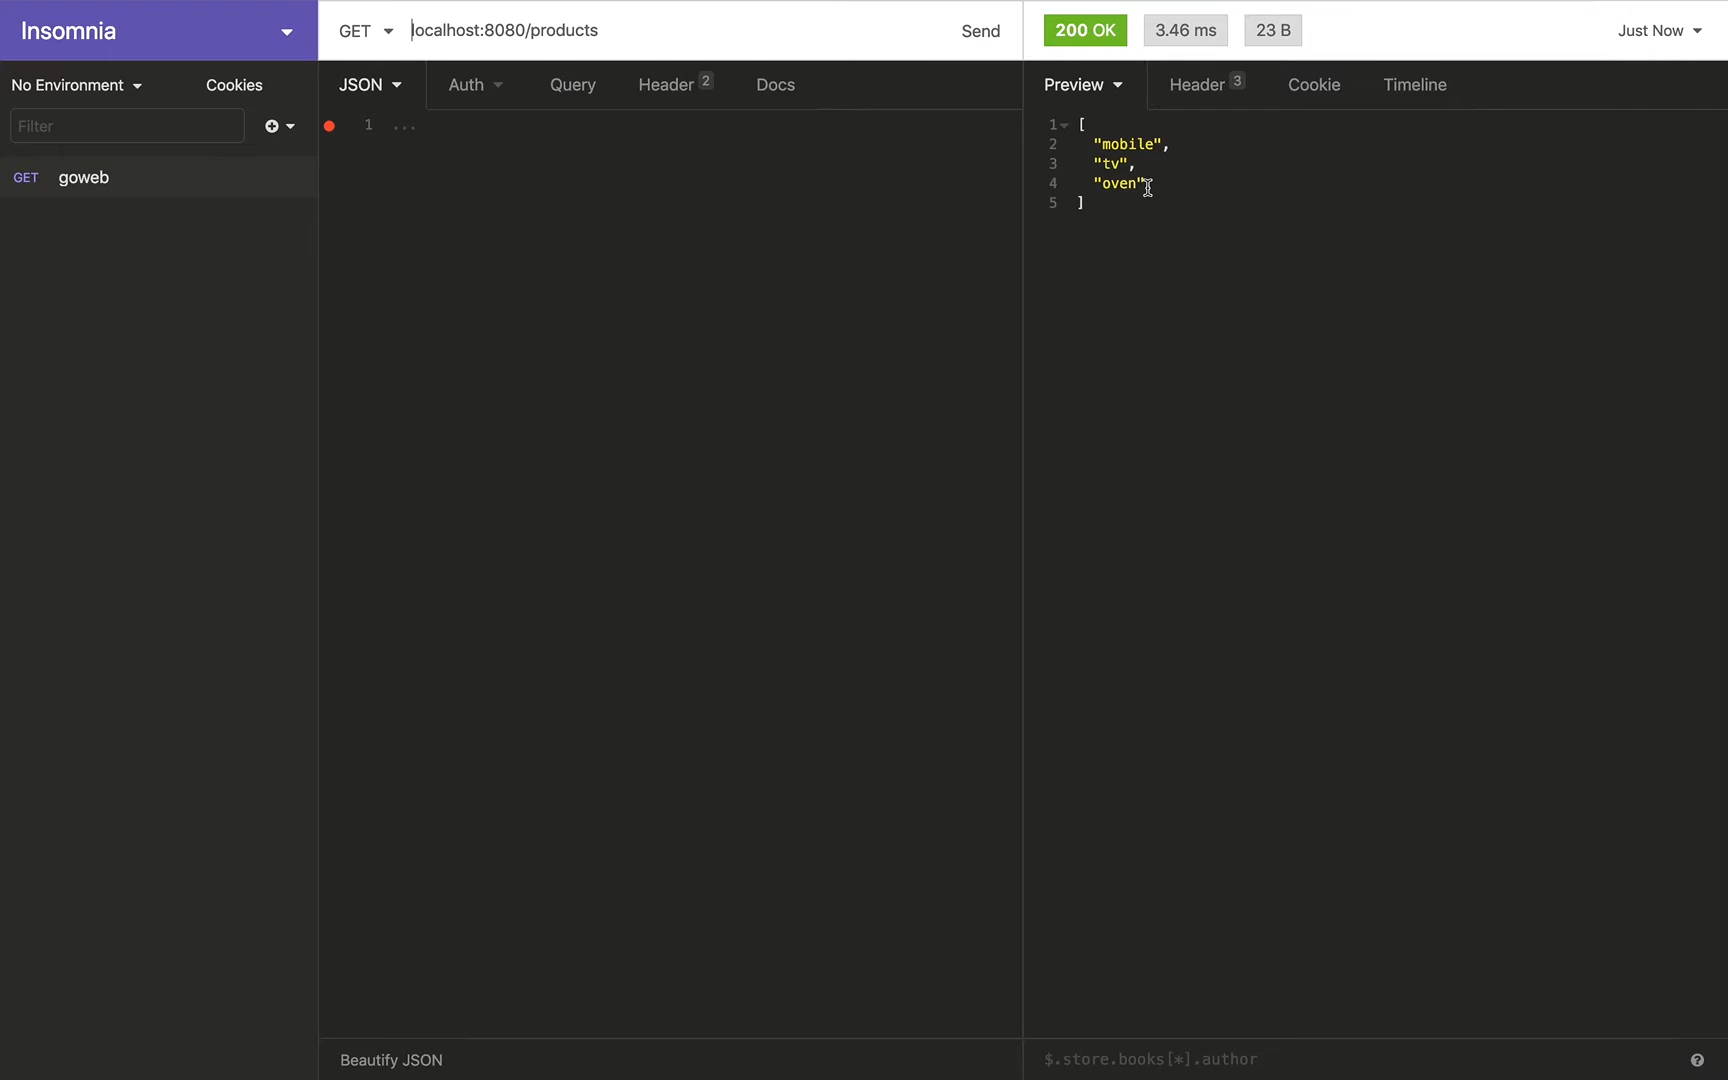 Insomnia
GET localhost:8080/products
Send
200 OK
3.46 ms
23 B
Just Now
No Environment
Cookies
JSON
Auth
Query
Header 2
Docs
Preview
Header 3
Cookie
Timeline
Filter
1 ...
1 [
2 "mobile",
3 "tv",
4 "oven"
5 ]
GET goweb
Beautify JSON
$.store.books[*].author